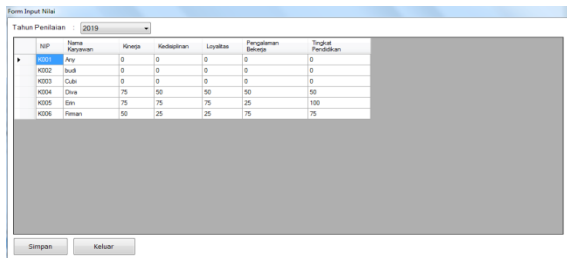 Form Input Nilai
Tahun Penilaian : 2019
NIP Nama Karyawan Kinerja Kedisiplinan Loyalitas Pengalaman Bekerja Tingkat Pendidikan
K001 Any 0 0 0 0 0
K002 budi 0 0 0 0 0
K003 Cubi 0 0 0 0 0
K004 Diva 75 50 50 50 50
K005 Erin 75 75 75 25 100
K006 Firman 50 25 25 75 75
Simpan Keluar